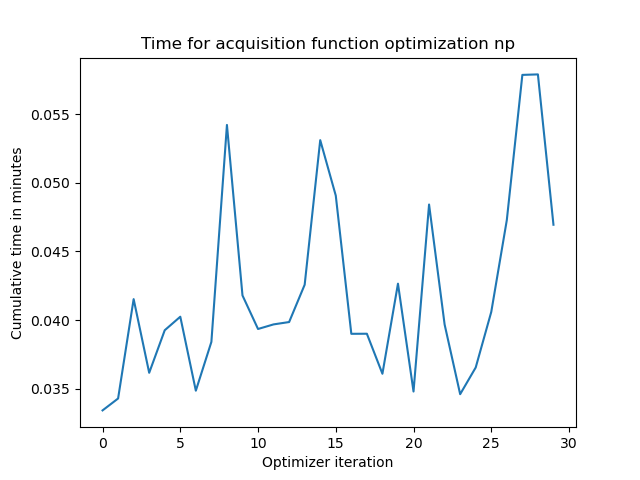 Time for acquisition function optimization np
Cumulative time in minutes
0.055
0.050
0.045
0.040
0.035
0 5 10 15 20 25 30
Optimizer iteration